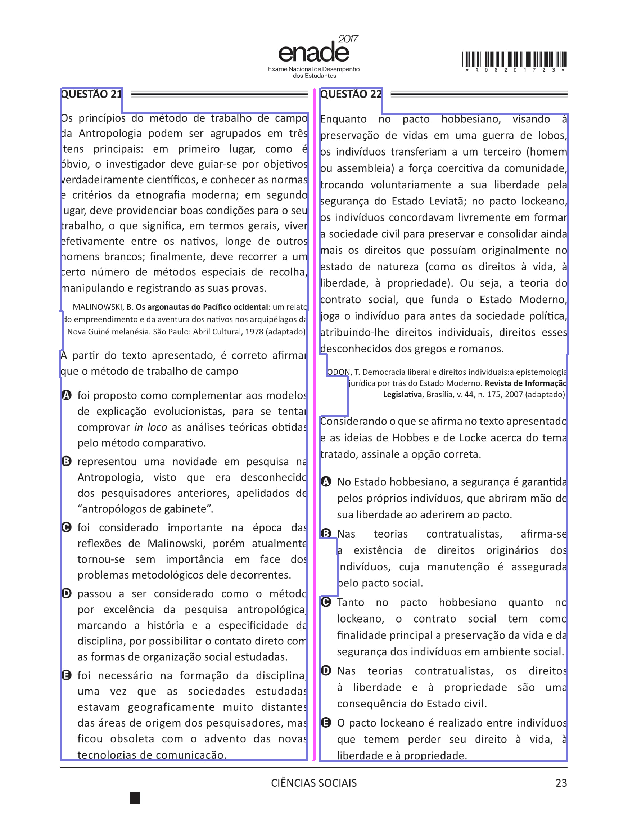 enade 2017
Exame Nacional de Desempenho
dos Estudantes
QUESTÃO 21
Os princípios do método de trabalho de campo
da Antropologia podem ser agrupados em três
itens principais: em primeiro lugar, como é
óbvio, o investigador deve guiar-se por objetivos
verdadeiramente científicos, e conhecer as normas
e critérios da etnografia moderna; em segundo
lugar, deve providenciar boas condições para o seu
trabalho, o que significa, em termos gerais, viver
efetivamente entre os nativos, longe de outros
homens brancos; finalmente, deve recorrer a um
certo número de métodos especiais de recolha,
manipulando e registrando as suas provas.
MALINOWSKI, B. Os argonautas do Pacífico ocidental: um relato
do empreendimento e da aventura dos nativos nos arquipélagos da
Nova Guiné melanésia. São Paulo: Abril Cultural, 1978 (adaptado)
A partir do texto apresentado, é correto afirmar
que o método de trabalho de campo
A foi proposto como complementar aos modelos
de explicação evolucionistas, para se tentar
comprovar in loco as análises teóricas obtidas
pelo método comparativo.
B representou uma novidade em pesquisa na
Antropologia, visto que era desconhecido
dos pesquisadores anteriores, apelidados de
“antropólogos de gabinete”.
C foi considerado importante na época das
reflexões de Malinowski, porém atualmente
tornou-se sem importância em face dos
problemas metodológicos dele decorrentes.
D passou a ser considerado como o método
por excelência da pesquisa antropológica,
marcando a história e a especificidade da
disciplina, por possibilitar o contato direto com
as formas de organização social estudadas.
E foi necessário na formação da disciplina,
uma vez que as sociedades estudadas
estavam geograficamente muito distantes
das áreas de origem dos pesquisadores, mas
ficou obsoleta com o advento das novas
tecnologias de comunicação.
QUESTÃO 22
Enquanto no pacto hobbesiano, visando à
preservação de vidas em uma guerra de lobos,
os indivíduos transferiam a um terceiro (homem
ou assembleia) a força coercitiva da comunidade,
trocando voluntariamente a sua liberdade pela
segurança do Estado Leviatã; no pacto lockeano,
os indivíduos concordavam livremente em formar
a sociedade civil para preservar e consolidar ainda
mais os direitos que possuíam originalmente no
estado de natureza (como os direitos à vida, à
liberdade, à propriedade). Ou seja, a teoria do
contrato social, que funda o Estado Moderno,
joga o indivíduo para antes da sociedade política,
atribuindo-lhe direitos individuais, direitos esses
desconhecidos dos gregos e romanos.
ODON, T. Democracia liberal e direitos individuais:a epistemologia
jurídica por trás do Estado Moderno. Revista de Informação
Legislativa, Brasília, v. 44, n. 175, 2007 (adaptado)
Considerando o que se afirma no texto apresentado
e as ideias de Hobbes e de Locke acerca do tema
tratado, assinale a opção correta.
A No Estado hobbesiano, a segurança é garantida
pelos próprios indivíduos, que abriram mão de
sua liberdade ao aderirem ao pacto.
B Nas teorias contratualistas, afirma-se
a existência de direitos originários dos
indivíduos, cuja manutenção é assegurada
pelo pacto social.
C Tanto no pacto hobbesiano quanto no
lockeano, o contrato social tem como
finalidade principal a preservação da vida e da
segurança dos indivíduos em ambiente social.
D Nas teorias contratualistas, os direitos
à liberdade e à propriedade são uma
consequência do Estado civil.
E O pacto lockeano é realizado entre indivíduos
que temem perder seu direito à vida, à
liberdade e à propriedade.
CIÊNCIAS SOCIAIS 23